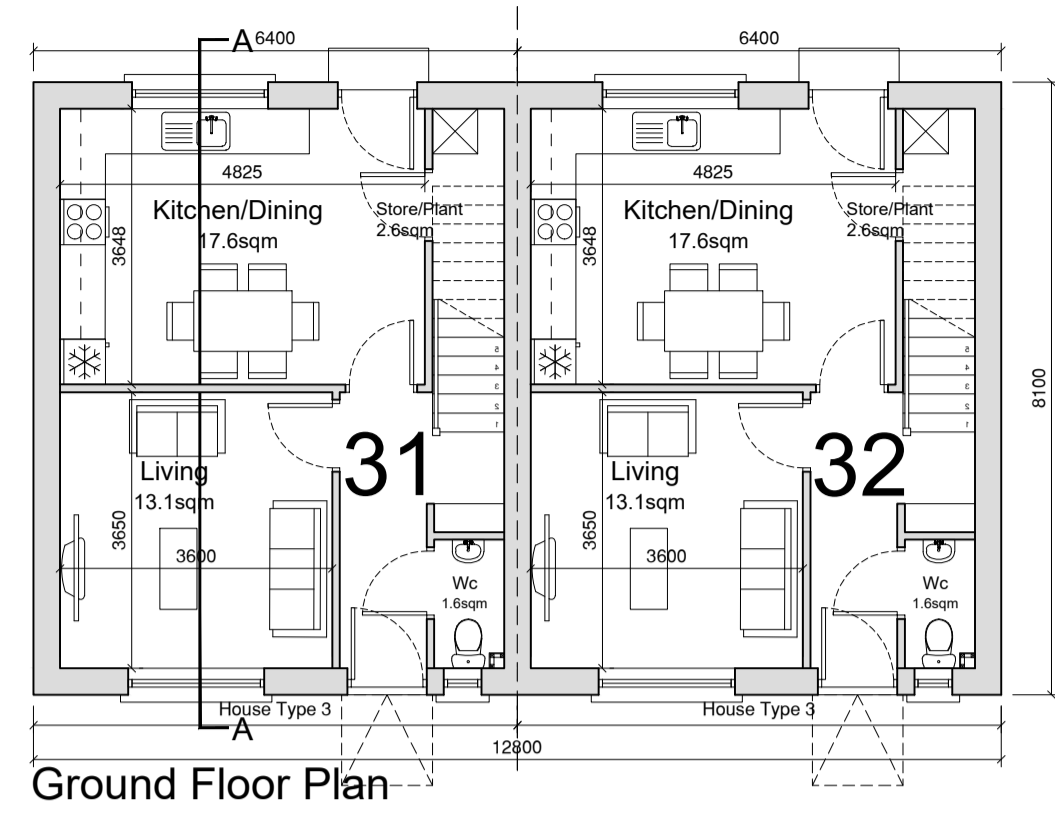 A 6400 6400
4825 4825
Kitchen/Dining Store/Plant Kitchen/Dining Store/Plant
17.6sqm 2.6sqm 17.6sqm 2.6sqm
3648 3648
5 5
4 4
3 3
2 2
1 1
8100
31 32
Living Living
13.1sqm 13.1sqm
3650 3650
3600 3600
Wc Wc
1.6sqm 1.6sqm
House Type 3 House Type 3
A
12800
Ground Floor Plan